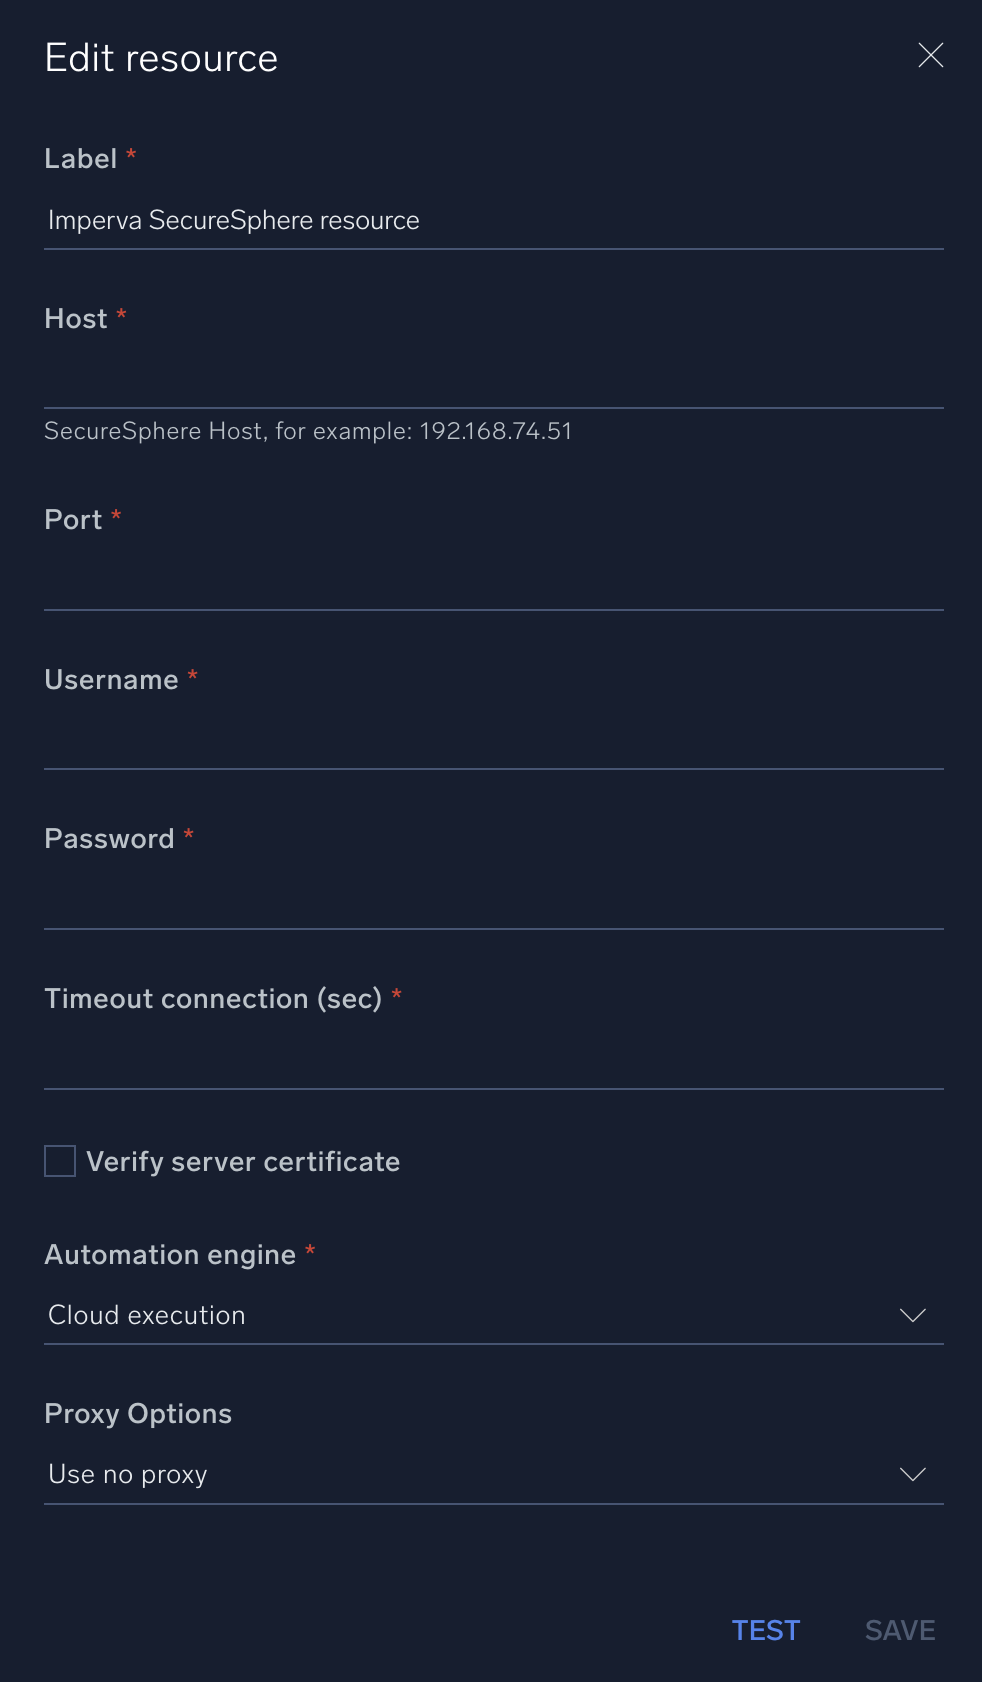 Edit resource
Label *
Imperva SecureSphere resource
Host *
SecureSphere Host, for example: 192.168.74.51
Port *
Username *
Password *
Timeout connection (sec) *
Verify server certificate
Automation engine *
Cloud execution
Proxy Options
Use no proxy
TEST SAVE